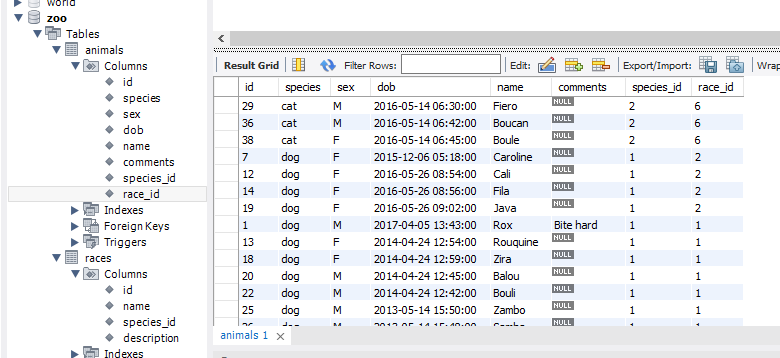 world
zoo
Tables
animals
Columns
id
species
sex
dob
name
comments
species_id
race_id
Indexes
Foreign Keys
Triggers
races
Columns
id
name
species_id
description
Indexes
Result Grid Filter Rows: Edit: Export/Import: Wrap
id species sex dob name comments species_id race_id
29 cat M 2016-05-14 06:30:00 Fiero NULL 2 6
36 cat M 2016-05-14 06:42:00 Boucan NULL 2 6
38 cat F 2016-05-14 06:45:00 Boule NULL 2 6
7 dog F 2015-12-06 05:18:00 Caroline NULL 1 2
12 dog F 2016-05-26 08:54:00 Cali NULL 1 2
14 dog F 2016-05-26 08:56:00 Fila NULL 1 2
19 dog F 2016-05-26 09:02:00 Java NULL 1 2
1 dog M 2017-04-05 13:43:00 Rox Bite hard 1 1
13 dog F 2014-04-24 12:54:00 Rouquine NULL 1 1
18 dog F 2014-04-24 12:59:00 Zira NULL 1 1
20 dog M 2014-04-24 12:45:00 Balou NULL 1 1
22 dog M 2014-04-24 12:42:00 Bouli NULL 1 1
25 dog M 2013-05-14 15:50:00 Zambo NULL 1 1
animals 1